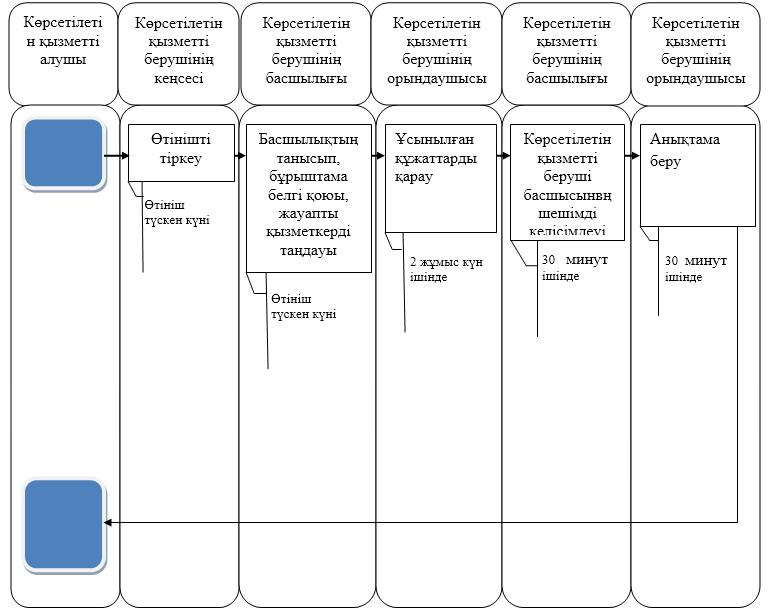 Көрсетілеті
н қызметті
алушы
Көрсетілетін
қызметті
берушінің
кеңсесі
Көрсетілетін
қызметті
берушінің
басшылығы
Көрсетілетін
қызметті
берушінің
орындаушысы
Көрсетілетін
қызметті
берушінің
басшылығы
Көрсетілетін
қызметті
берушінің
орындаушысы
Өтінішті
тіркеу
Өтініш
түскен күні
Басшылықтың
танысып,
бұрыштама
белгі қоюы,
жауапты
қызметкерді
таңдауы
Өтініш
түскен күні
Ұсынылған
құжаттарды
қарау
2 жұмыс күн
ішінде
Көрсетілетін
қызметті
беруші
басшысынвң
шешімді
келісімдеуі
30 минут
ішінде
Анықтама
беру
30 минут
ішінде